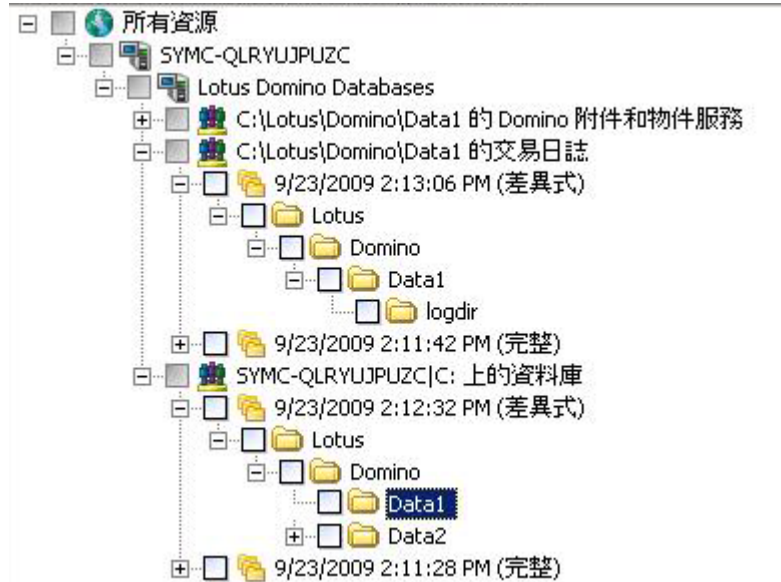 所有資源
SYMC-QLRYUJPUZC
Lotus Domino Databases
C:\Lotus\Domino\Data1 的 Domino 附件和物件服務
C:\Lotus\Domino\Data1 的交易日誌
9/23/2009 2:13:06 PM (差異式)
Lotus
Domino
Data1
logdir
9/23/2009 2:11:42 PM (完整)
SYMC-QLRYUJPUZC|C: 上的資料庫
9/23/2009 2:12:32 PM (差異式)
Lotus
Domino
Data1
Data2
9/23/2009 2:11:28 PM (完整)